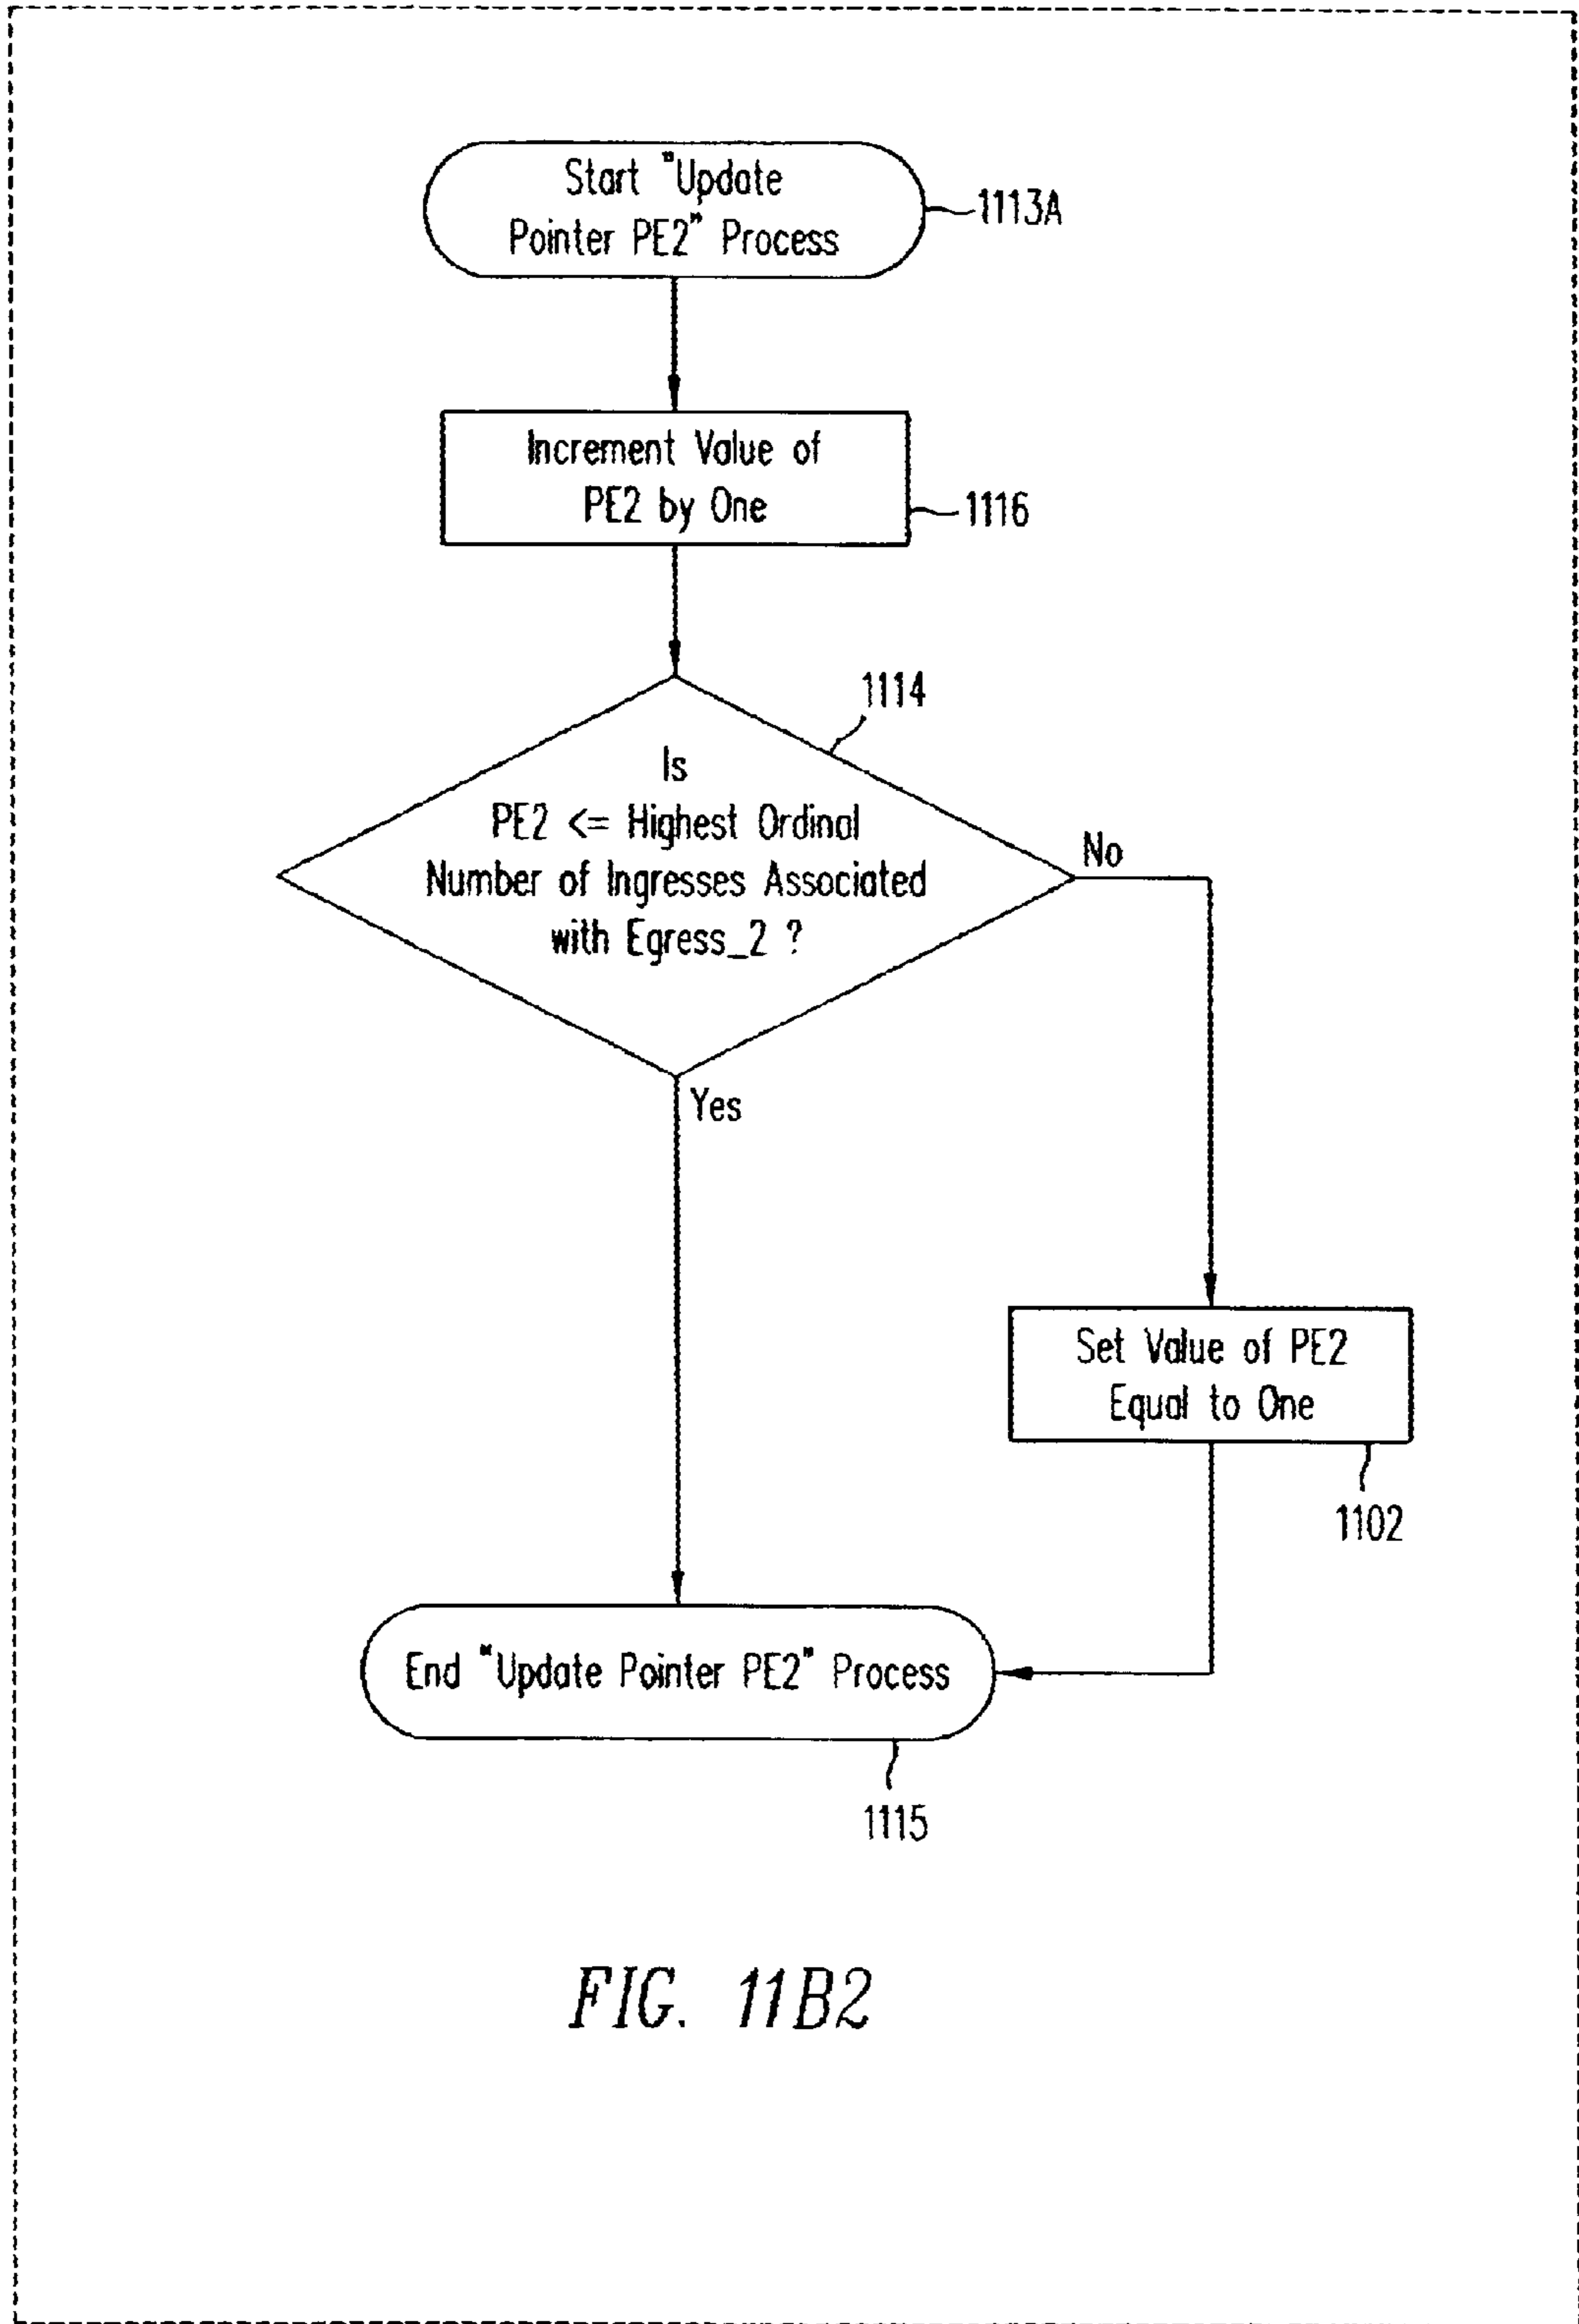 Start "Update
Pointer PE2" Process
1113A
Increment Value of
PE2 by One
1116
1114
Is
PE2 <= Highest Ordinal
Number of Ingresses Associated
with Egress_2 ?
No
Yes
Set Value of PE2
Equal to One
1102
End "Update Pointer PE2" Process
1115
FIG. 11B2